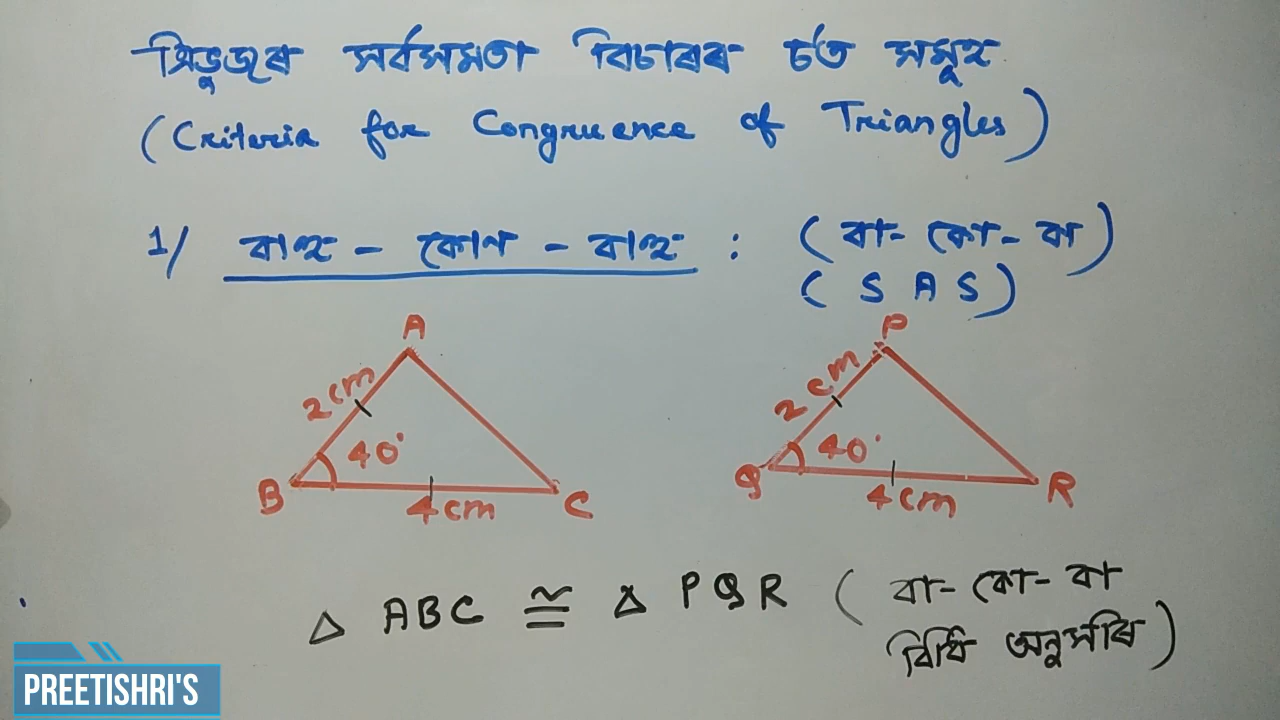 ত্ৰিভুজৰ সৰ্বসমতা বিচাৰৰ চৰ্ত সমূহ
(Criteria for Congruence of Triangles)
1/ বাহু - কোণ - বাহু : (বা- কো- বা)
(S A S)
A
P
2cm
2cm
40°
40°
B
4cm
C
Q
4cm
R
△ ABC ≅ △ PQR (বা- কো- বা
বিধি অনুসৰি)
PREETISHRI'S